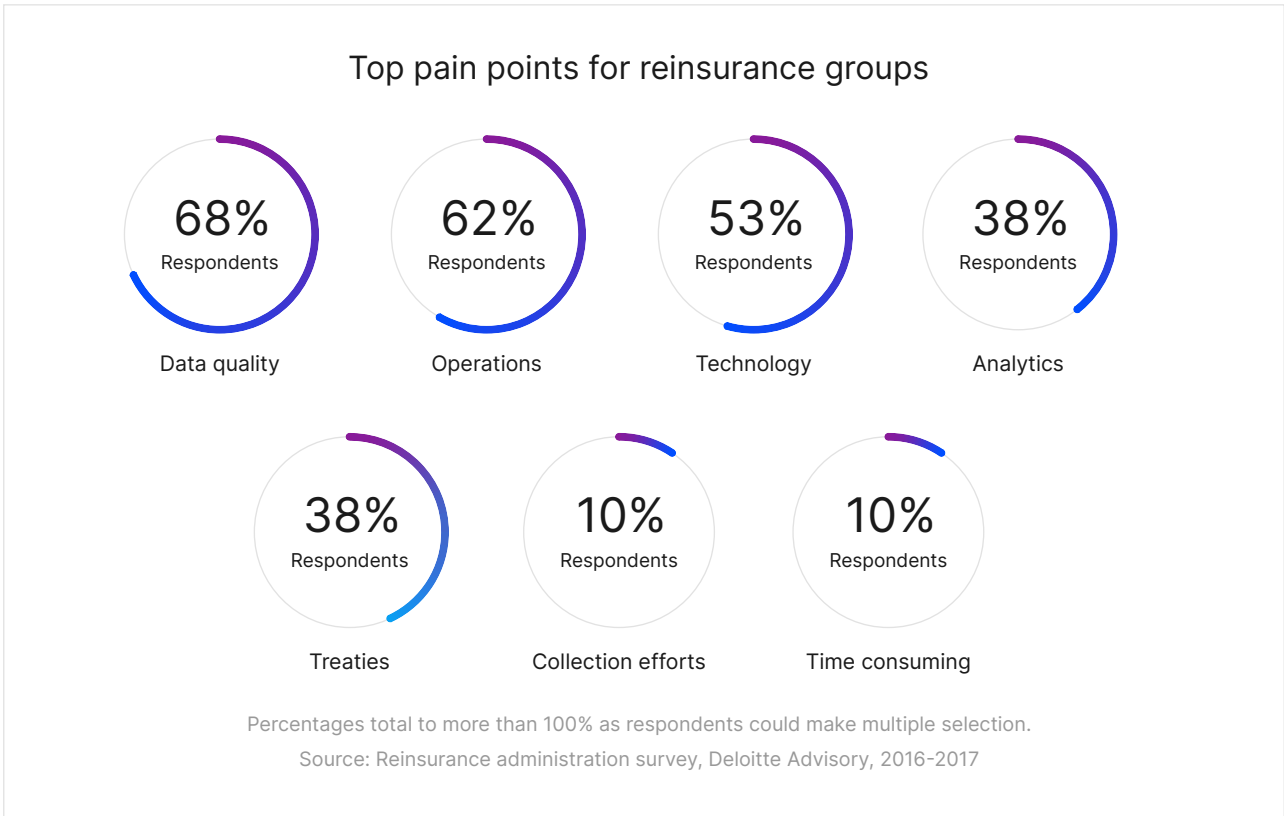 Top pain points for reinsurance groups
68%
Respondents
Data quality
62%
Respondents
Operations
53%
Respondents
Technology
38%
Respondents
Analytics
38%
Respondents
Treaties
10%
Respondents
Collection efforts
10%
Respondents
Time consuming
Percentages total to more than 100% as respondents could make multiple selection.
Source: Reinsurance administration survey, Deloitte Advisory, 2016-2017